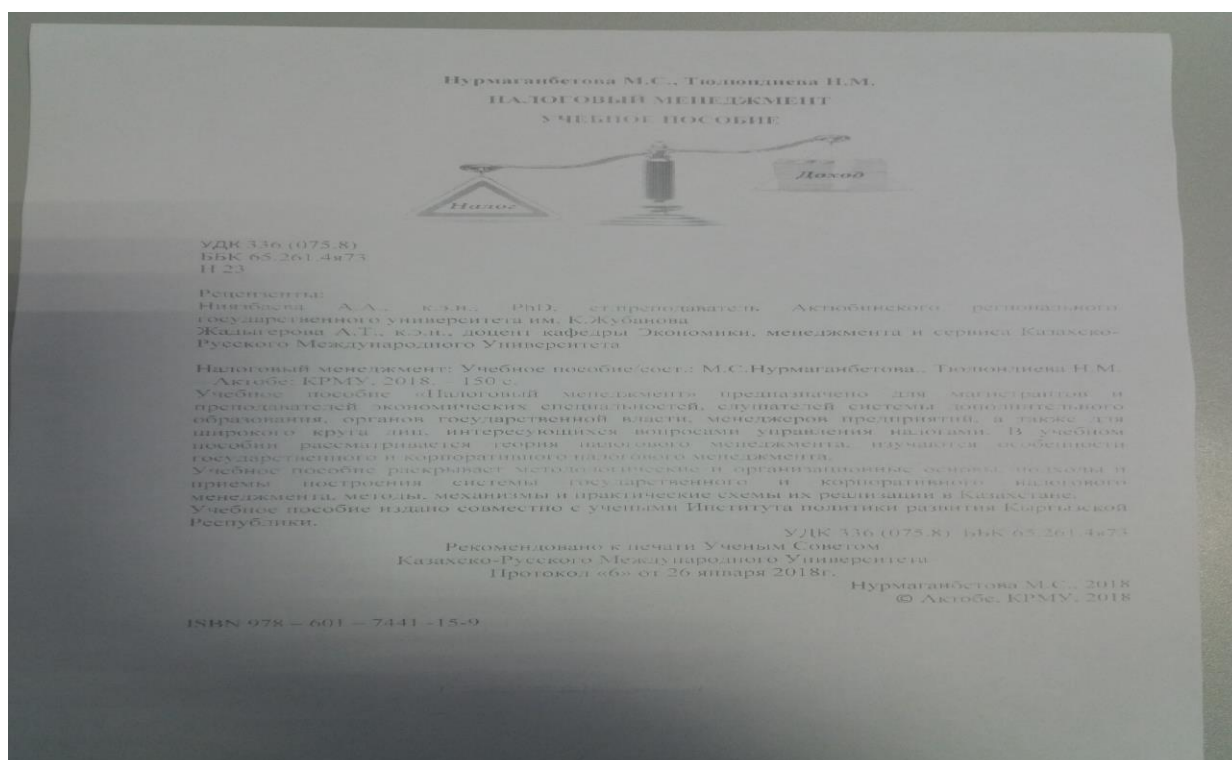 Нурмаганбетова М.С., Тюлюндиева Н.М.
НАЛОГОВЫЙ МЕНЕДЖМЕНТ
УЧЕБНОЕ ПОСОБИЕ
Налог
Доход
УДК 336 (075.8)
ББК 65.261.4я73
Н 23
Рецензенты:
Ниязбаева А.А., к.э.н., PhD, ст.преподаватель Актюбинского регионального
государственного университета им. К.Жубанова
Жалыгерова А.Т., к.э.н., доцент кафедры Экономики, менеджмента и сервиса Казахско-
Русского Международного Университета
Налоговый менеджмент: Учебное пособие/сост.: М.С.Нурмаганбетова., Тюлюндиева Н.М.
Актобе: КРМУ, 2018. 150 с.
Учебное пособие «Налоговый менеджмент» предназначено для магистрантов и
преподавателей экономических специальностей, слушателей системы дополнительного
образования, органов государственной власти, менеджеров предприятий, а также для
широкого круга лиц, интересующихся вопросами управления налогами. В учебном
пособии рассматривается теория налогового менеджмента, изучаются особенности
государственного и корпоративного налогового менеджмента.
Учебное пособие раскрывает методологические и организационные основы, подходы и
приемы построения системы государственного и корпоративного налогового
менеджмента, методы, механизмы и практические схемы их реализации в Казахстане.
Учебное пособие издано совместно с учеными Института политики развития Кыргызской
Республики.
УДК 336 (075.8) ББК 65.261.4я73
Рекомендовано к печати Ученым Советом
Казахско-Русского Международного Университета
Протокол «6» от 26 января 2018г.
Нурмаганбетова М.С., 2018
© Актобе, КРМУ, 2018
ISBN 978 – 601 – 7441 -15-9